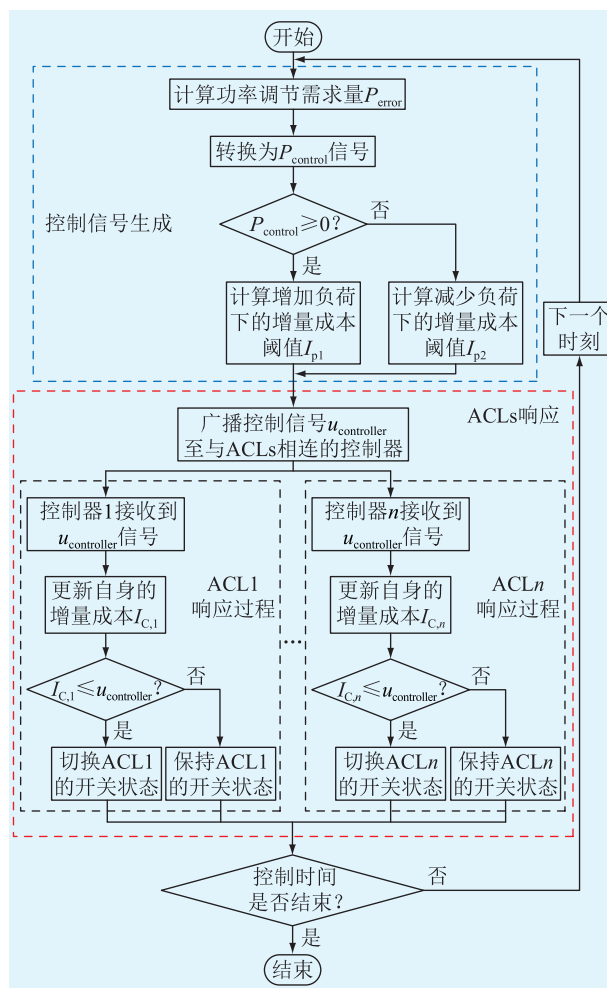 开始
计算功率调节需求量Perror
转换为Pcontrol信号
控制信号生成
Pcontrol≥0?
否
是
计算增加负荷
下的增量成本
阈值Ip1
计算减少负荷
下的增量成本
阈值Ip2
下一个
时刻
ACLs响应
广播控制信号ucontroller
至与ACLs相连的控制器
控制器1接收到
ucontroller信号
更新自身的
增量成本IC,1
ACL1
响应过程
IC,1≤ucontroller?
否
是
切换ACL1
的开关状态
保持ACL1
的开关状态
…
控制器n接收到
ucontroller信号
更新自身的
增量成本IC,n
ACLn
响应过程
IC,n≤ucontroller?
否
是
切换ACLn
的开关状态
保持ACLn
的开关状态
控制时间
是否结束?
否
是
结束